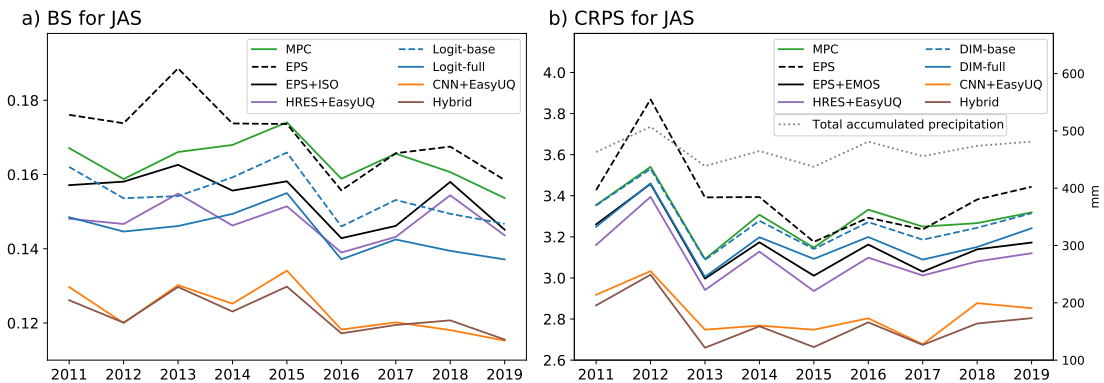 a) BS for JAS
MPC
EPS
EPS+ISO
HRES+EasyUQ
Logit-base
Logit-full
CNN+EasyUQ
Hybrid
0.18
0.16
0.14
0.12
2011 2012 2013 2014 2015 2016 2017 2018 2019
b) CRPS for JAS
MPC
EPS
EPS+EMOS
HRES+EasyUQ
DIM-base
DIM-full
CNN+EasyUQ
Hybrid
Total accumulated precipitation
4.0
3.8
3.6
3.4
3.2
3.0
2.8
2.6
600
500
400
300
200
100
mm
2011 2012 2013 2014 2015 2016 2017 2018 2019